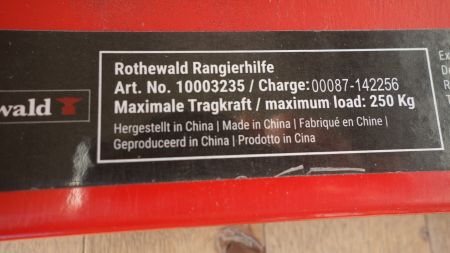 Rothewald Rangierhilfe
Art. No. 10003235 / Charge: 00087-142256
Maximale Tragkraft / maximum load: 250 Kg
Hergestellt in China | Made in China | Fabriqué en Chine |
Geproduceerd in China | Prodotto in Cina
wald